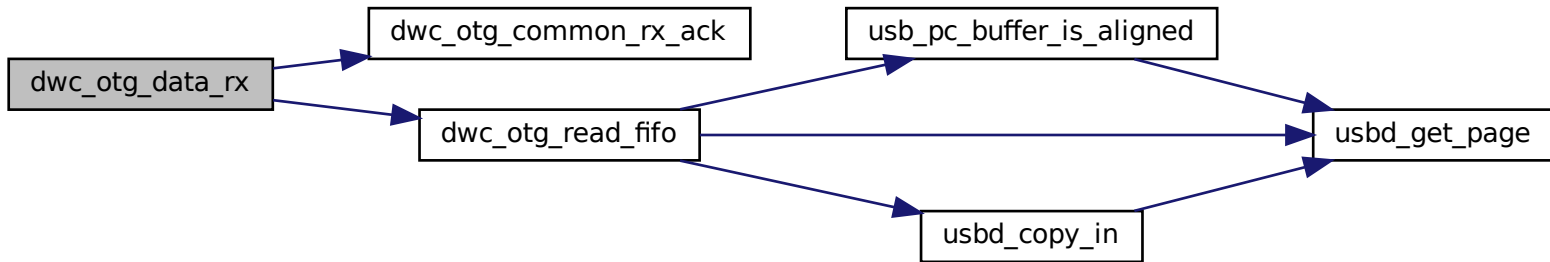 dwc_otg_data_rx
dwc_otg_common_rx_ack
dwc_otg_read_fifo
usb_pc_buffer_is_aligned
usbd_get_page
usbd_copy_in